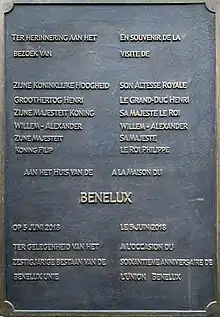 Ter herinnering aan het En souvenir de la
bezoek van visite de
Zijne Koninklijke Hoogheid Son Altesse Royale
Groothertog Henri Le Grand-Duc Henri
Zijne Majesteit Koning Sa Majesté le Roi
Willem-Alexander Willem-Alexander
Zijne Majesteit Sa Majesté
Koning Filip Le Roi Philippe
aan het Huis van de à la Maison du
BENELUX
op 5 juni 2018 le 5 juin 2018
ter gelegenheid van het à l'occasion du
zestigjarige bestaan van de soixantième anniversaire de
Benelux Unie l'Union Benelux